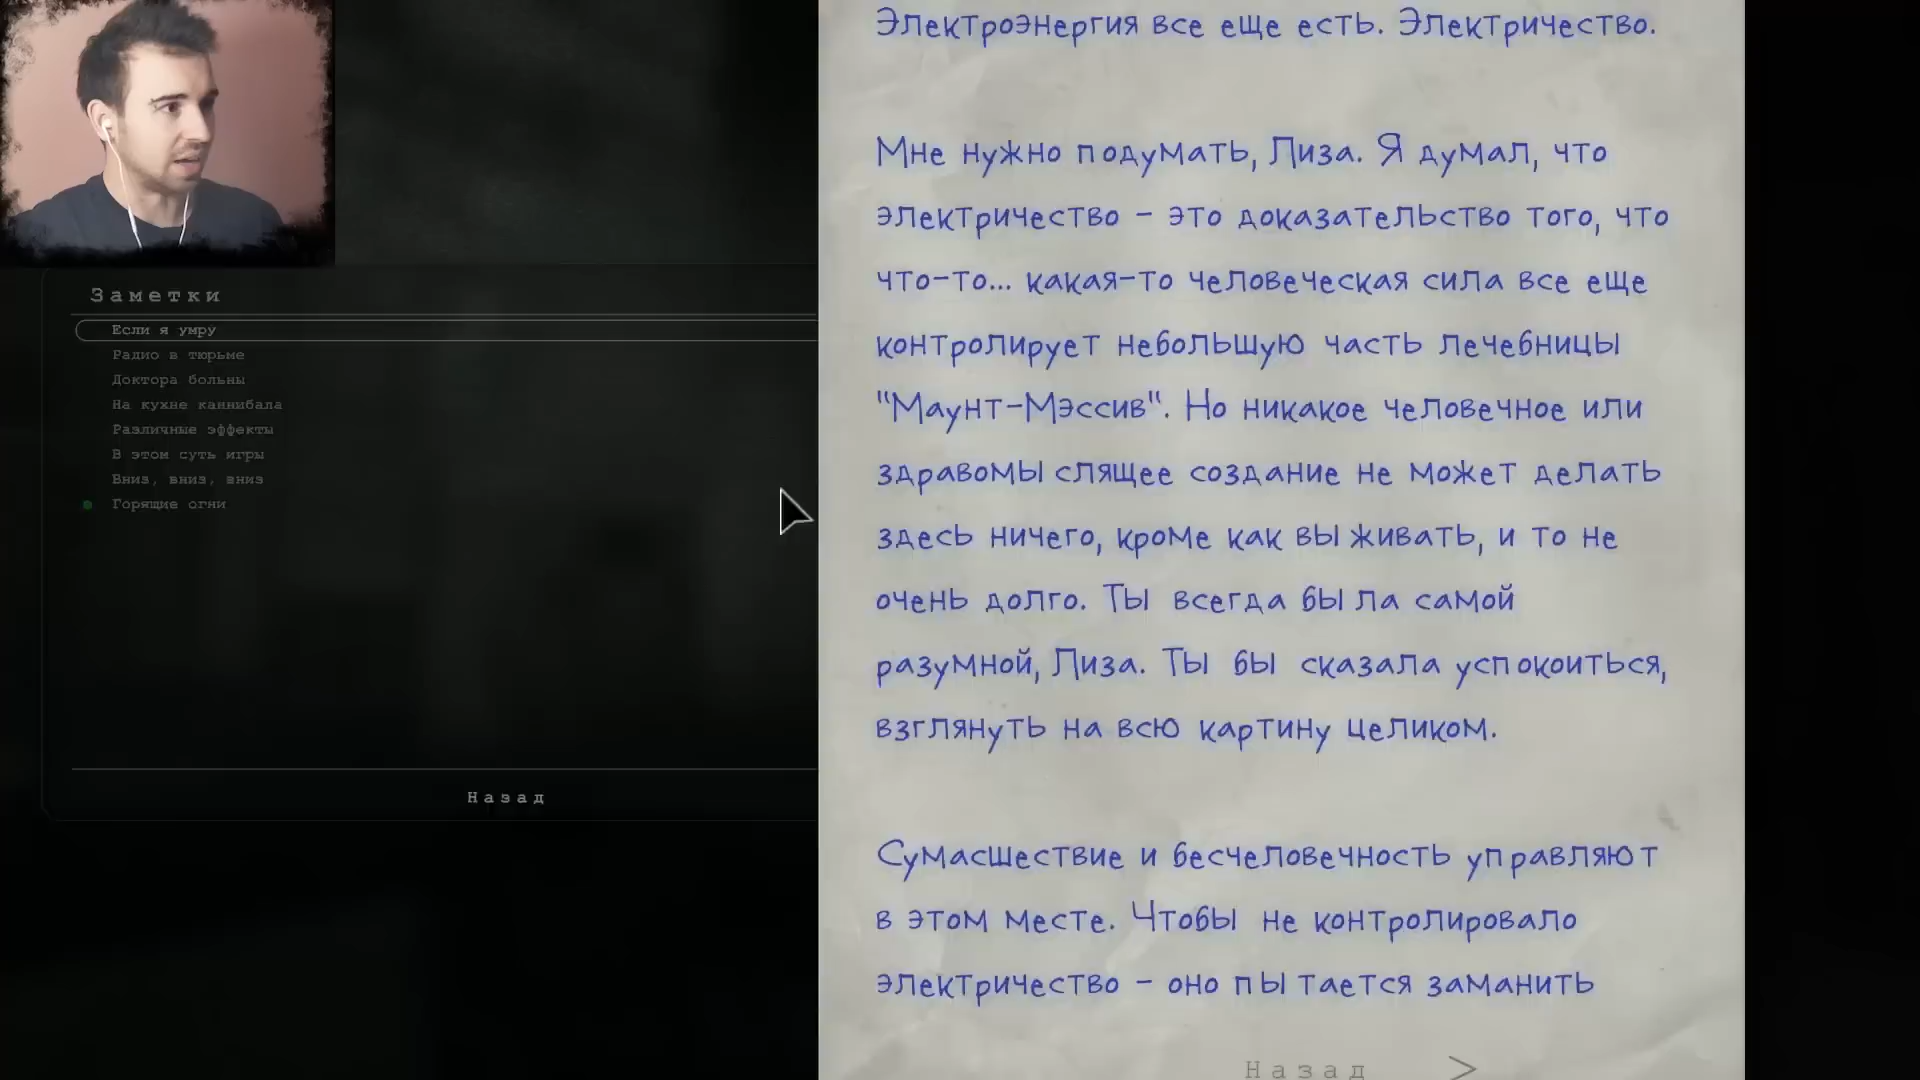 Заметки
Если я умру
Радио в тюрьме
Доктора больны
На кухне каннибала
Различные эффекты
В этом суть игры
Вниз, вниз, вниз
Горящие огни
Назад
Электроэнергия все еще есть. Электричество.
Мне нужно подумать, Лиза. Я думал, что
электричество - это доказательство того, что
что-то... какая-то человеческая сила все еще
контролирует небольшую часть лечебницы
"Маунт-Мэссив". Но никакое человечное или
здравомыслящее создание не может делать
здесь ничего, кроме как выживать, и то не
очень долго. Ты всегда была самой
разумной, Лиза. Ты бы сказала успокоиться,
взглянуть на всю картину целиком.
Сумасшествие и бесчеловечность управляют
в этом месте. Чтобы не контролировало
электричество - оно пытается заманить
Назад >